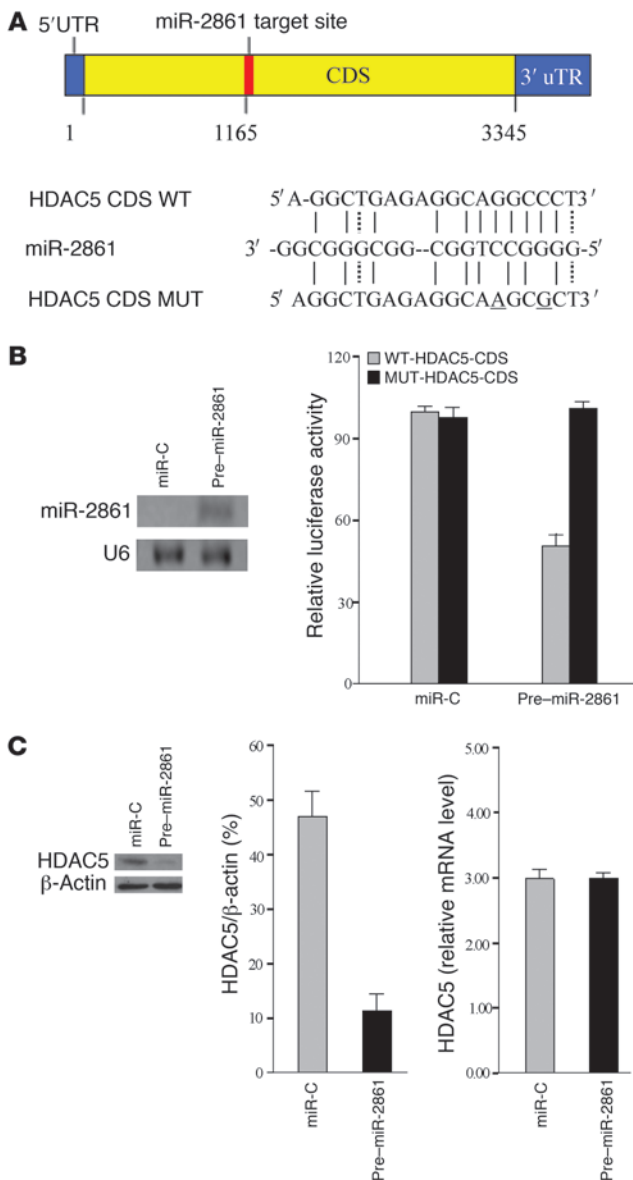 A
5'UTR
miR-2861 target site
CDS
3' uTR
1
1165
3345
HDAC5 CDS WT
5' A-GGCTGAGAGGCAGGCCCT3'
miR-2861
3' -GGCGGGCGG--CGGTCCGGGG-5'
HDAC5 CDS MUT
5' AGGCTGAGAGGCAAGCGCT3'
B
miR-C
Pre–miR-2861
miR-2861
U6
Relative luciferase activity
120
90
60
30
0
WT-HDAC5-CDS
MUT-HDAC5-CDS
miR-C
Pre–miR-2861
C
miR-C
Pre–miR-2861
HDAC5
β-Actin
HDAC5/β-actin (%)
60
50
40
30
20
10
0
miR-C
Pre-miR-2861
HDAC5 (relative mRNA level)
5.00
4.00
3.00
2.00
1.00
0.00
miR-C
Pre-miR-2861